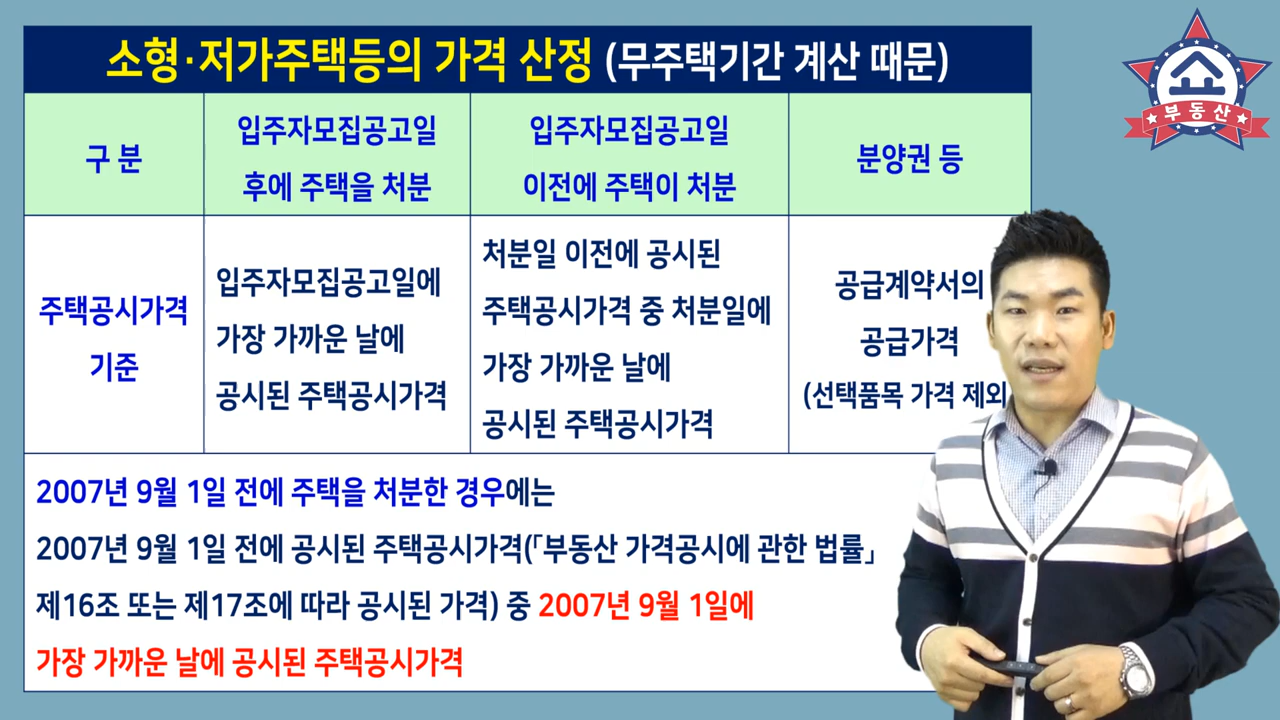 소형·저가주택등의 가격 산정 (무주택기간 계산 때문)
구 분
입주자모집공고일
후에 주택을 처분
입주자모집공고일
이전에 주택이 처분
분양권 등
주택공시가격
기준
입주자모집공고일에
가장 가까운 날에
공시된 주택공시가격
처분일 이전에 공시된
주택공시가격 중 처분일에
가장 가까운 날에
공시된 주택공시가격
공급계약서의
공급가격
(선택품목 가격 제외
2007년 9월 1일 전에 주택을 처분한 경우에는
2007년 9월 1일 전에 공시된 주택공시가격(「부동산 가격공시에 관한 법률」
제16조 또는 제17조에 따라 공시된 가격) 중 2007년 9월 1일에
가장 가까운 날에 공시된 주택공시가격
쇼
부동산